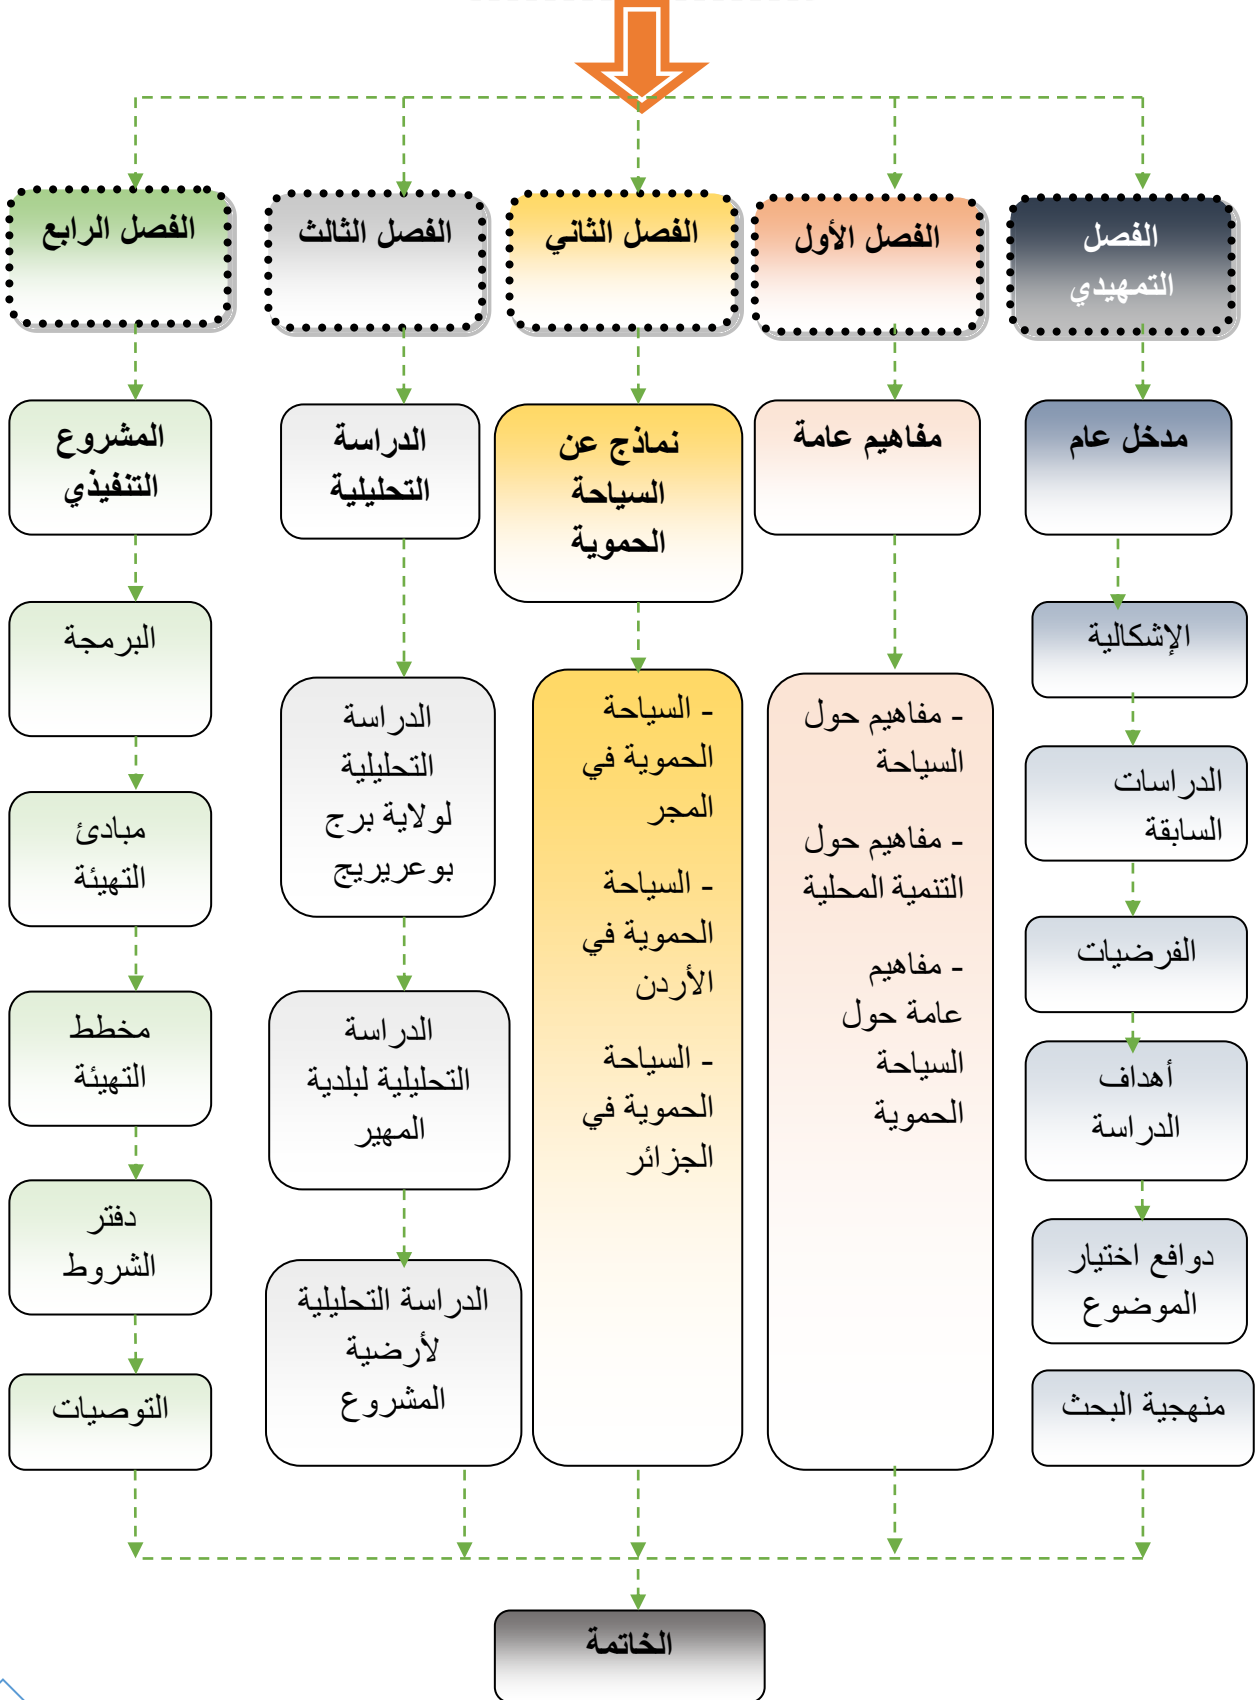 الفصل
التمهيدي
مدخل عام
الإشكالية
الدراسات
السابقة
الفرضيات
أهداف
الدراسة
دوافع اختيار
الموضوع
منهجية البحث
الفصل الأول
مفاهيم عامة
- مفاهيم حول
السياحة
- مفاهيم حول
التنمية المحلية
- مفاهيم
عامة حول
السياحة
الحموية
الفصل الثاني
نماذج عن
السياحة
الحموية
- السياحة
الحموية في
المجر
- السياحة
الحموية في
الأردن
- السياحة
الحموية في
الجزائر
الفصل الثالث
الدراسة
التحليلية
الدراسة
التحليلية
لولاية برج
بوعريريج
الدراسة
التحليلية لبلدية
المهير
الدراسة التحليلية
لأرضية
المشروع
الفصل الرابع
المشروع
التنفيذي
البرمجة
مبادئ
التهيئة
مخطط
التهيئة
دفتر
الشروط
التوصيات
الخاتمة